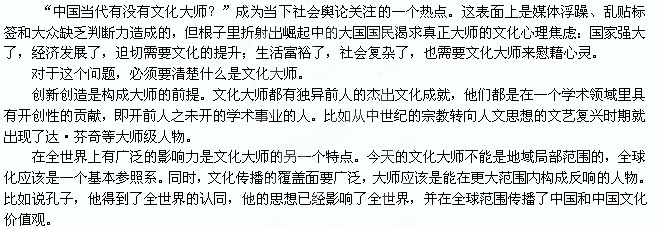 “中国当代有没有文化大师？”成为当下社会舆论关注的一个热点。这表面上是媒体浮躁、乱贴标
签和大众缺乏判断力造成的，但根子里折射出崛起中的大国国民渴求真正大师的文化心理焦虑：国家强大
了，经济发展了，迫切需要文化的提升；生活富裕了，社会复杂了，也需要文化大师来慰藉心灵。
对于这个问题，必须要清楚什么是文化大师。
创新创造是构成大师的前提。文化大师都有独异前人的杰出文化成就，他们都是在一个学术领域里具
有开创性的贡献，即开前人之未开的学术事业的人。比如从中世纪的宗教转向人文思想的文艺复兴时期就
出现了达·芬奇等大师级人物。
在全世界上有广泛的影响力是文化大师的另一个特点。今天的文化大师不能是地域局部范围的，全球
化应该是一个基本参照系。同时，文化传播的覆盖面要广泛，大师应该是能在更大范围内构成反响的人物。
比如说孔子，他得到了全世界的认同，他的思想已经影响了全世界，并在全球范围传播了中国和中国文化
价值观。